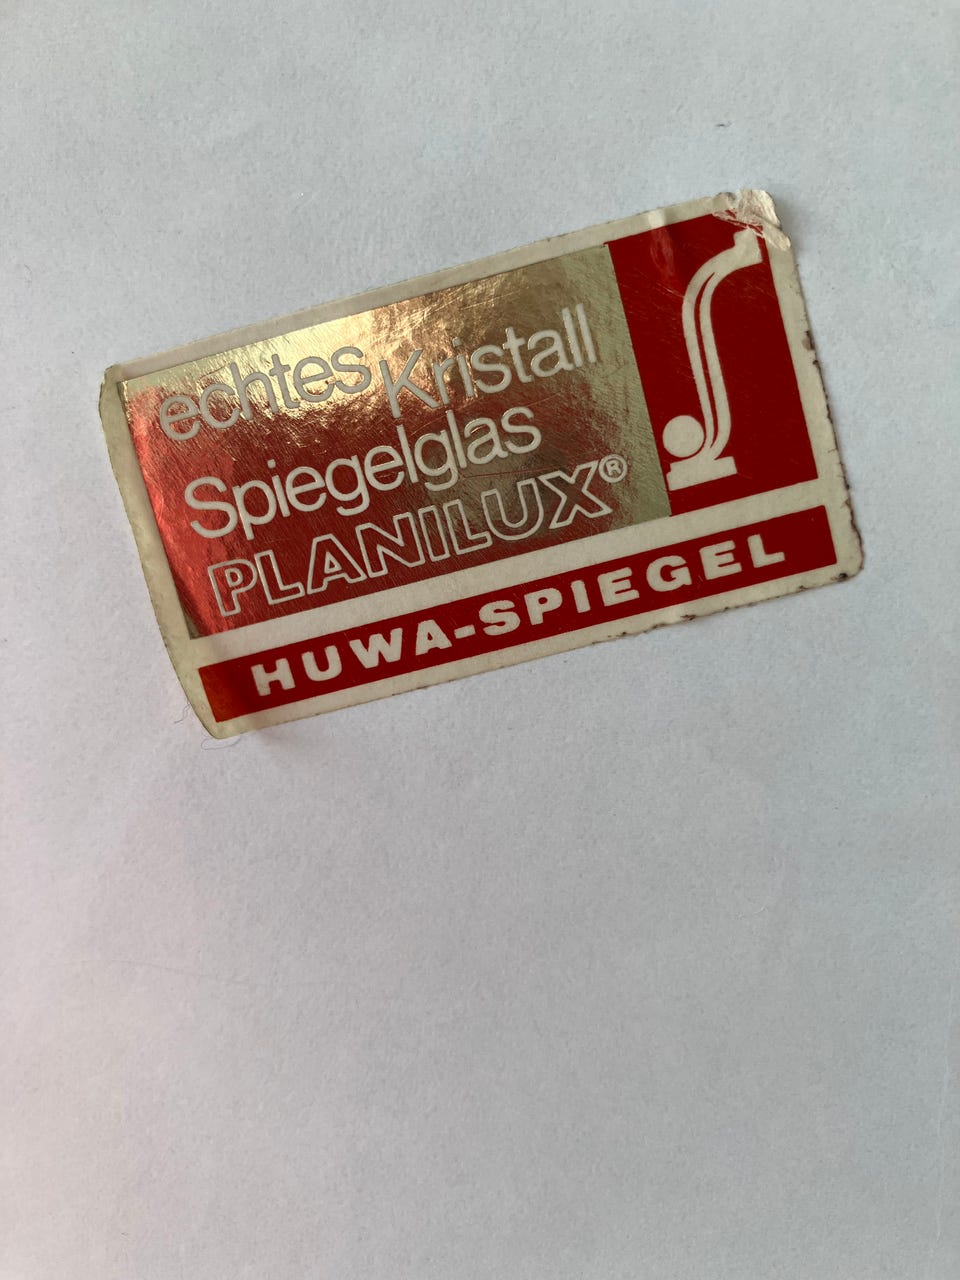 echtes Kristall
Spiegelglas
PLANILUX®
HUWA-SPIEGEL